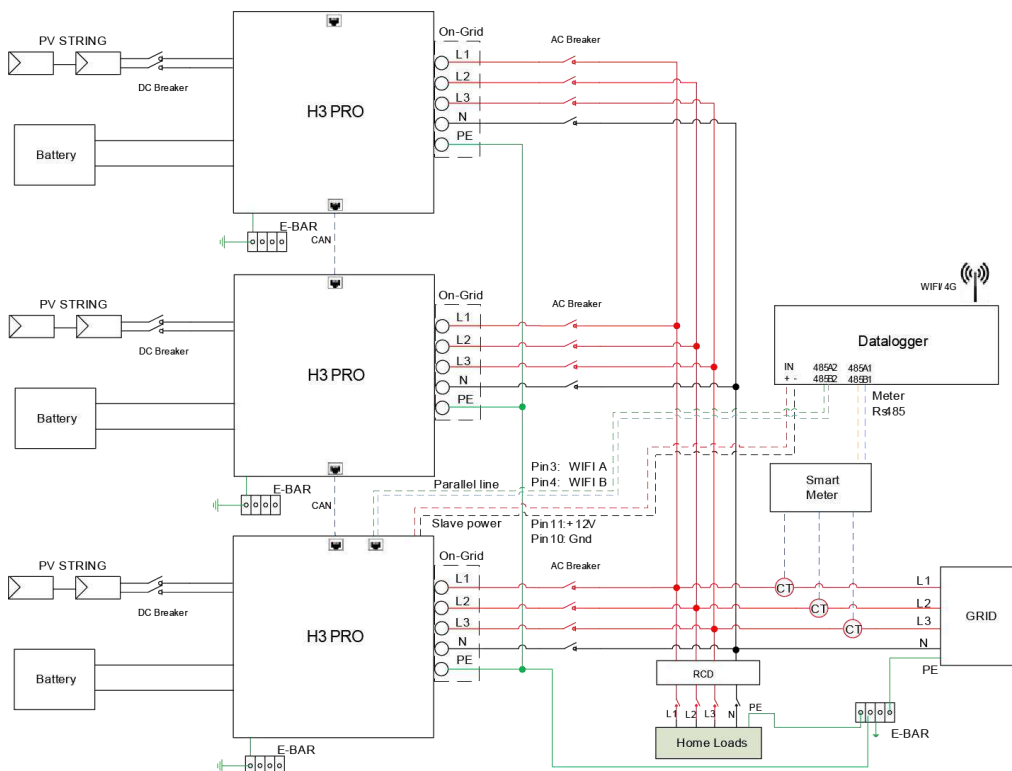 On-Grid
PV STRING
L1
AC Breaker
L2
DC Breaker
H3 PRO
L3
N
PE
Battery
E-BAR
CAN
On-Grid
PV STRING
L1
AC Breaker
L2
DC Breaker
H3 PRO
L3
N
PE
Battery
WIFI/ 4G
Datalogger
IN
485A2
485A1
+ -
485B2
485B1
Meter
Rs485
E-BAR
CAN
Parallel line
Pin3: WIFI A
Pin4: WIFI B
Smart
Meter
Slave power
Pin11:+ 12V
Pin10: Gnd
On-Grid
PV STRING
L1
AC Breaker
CT
L1
L2
CT
L2
DC Breaker
H3 PRO
L3
CT
L3
GRID
N
N
PE
PE
Battery
RCD
L1
L2
L3
N
PE
Home Loads
E-BAR
E-BAR